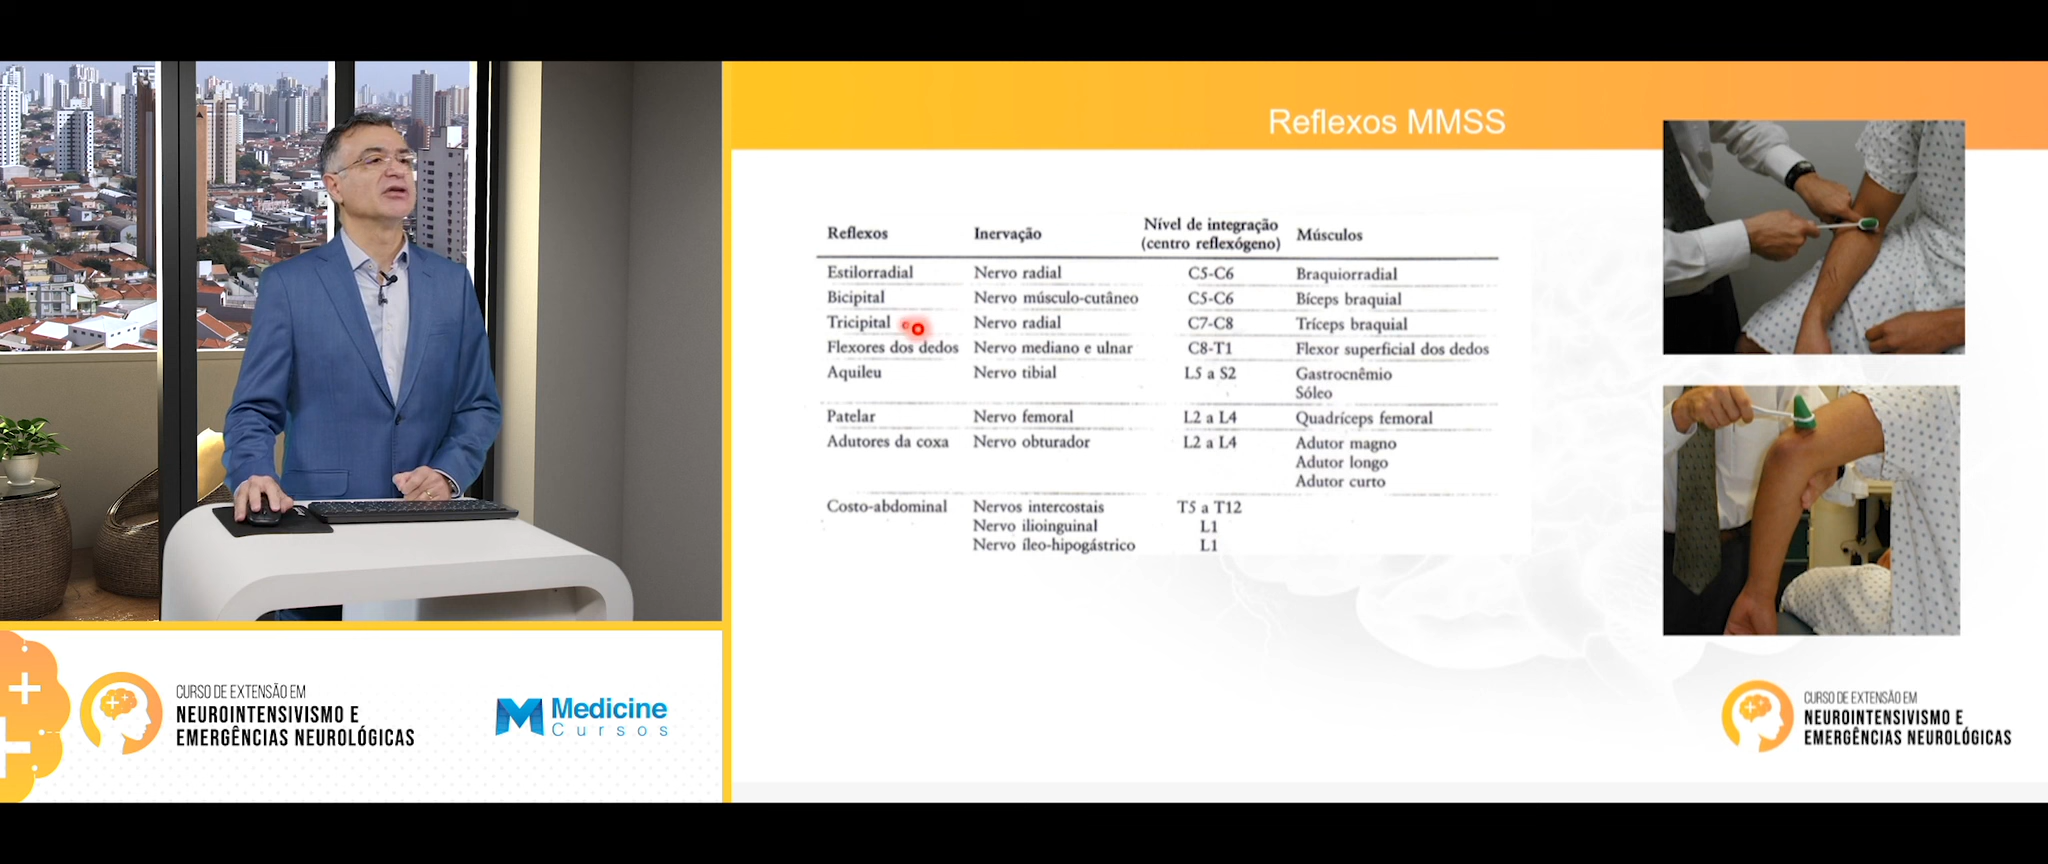 Reflexos MMSS
Reflexos Inervação Nível de integração (centro reflexógeno) Músculos
Estilorradial Nervo radial C5-C6 Braquiorradial
Bicipital Nervo músculo-cutâneo C5-C6 Bíceps braquial
Tricipital Nervo radial C7-C8 Tríceps braquial
Flexores dos dedos Nervo mediano e ulnar C8-T1 Flexor superficial dos dedos
Aquileu Nervo tibial L5 a S2 Gastrocnêmio
Sóleo
Patelar Nervo femoral L2 a L4 Quadríceps femoral
Adutores da coxa Nervo obturador L2 a L4 Adutor magno
Adutor longo
Adutor curto
Costo-abdominal Nervos intercostais T5 a T12
Nervo ilioinguinal L1
Nervo íleo-hipogástrico L1
CURSO DE EXTENSÃO EM
NEUROINTENSIVISMO E
EMERGÊNCIAS NEUROLÓGICAS
Medicine
Cursos
CURSO DE EXTENSÃO EM
NEUROINTENSIVISMO E
EMERGÊNCIAS NEUROLÓGICAS